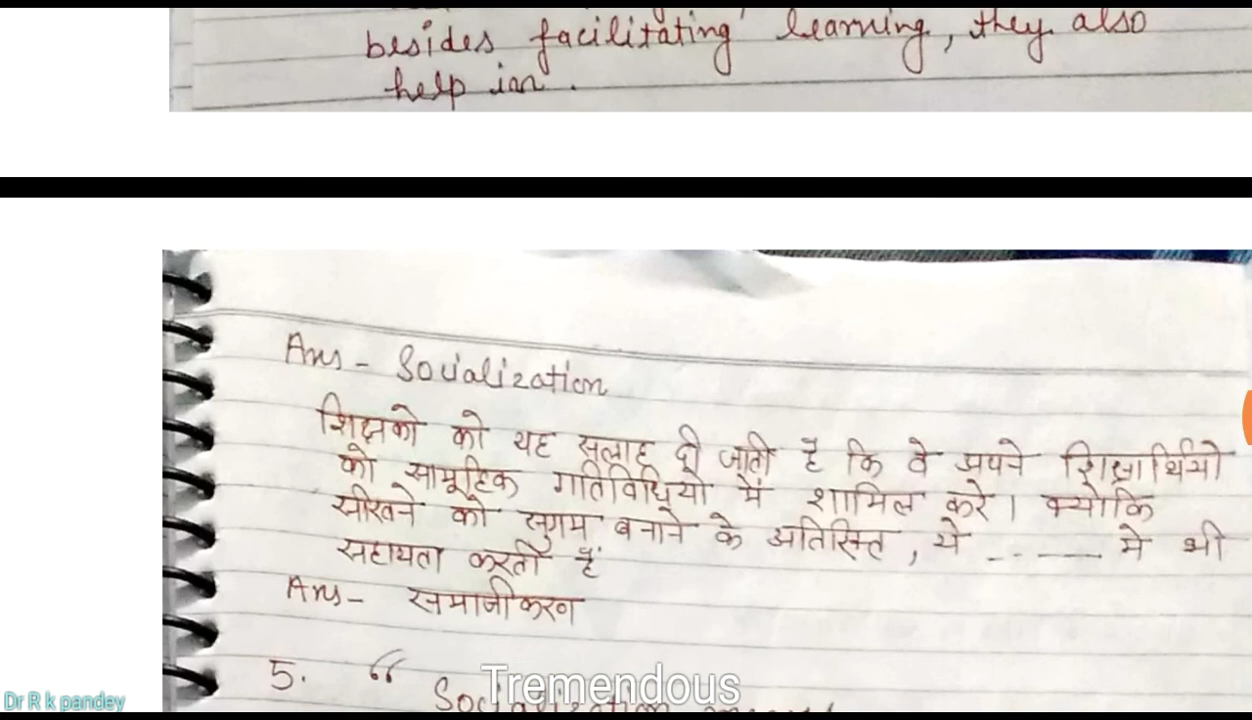 besides facilitating learning, they also
help in .
Ans - Socialization
शिक्षको को यह सलाह दी जाती है कि वे अपने शिक्षार्थियो
को सामूहिक गतिविधियो में शामिल करे। क्योकि
सीखने को सुगम बनाने के अतिरिक्त, ये ------ मे भी
सहायता करती हैं
Ans - समाजीकरण
5. “
Tremendous
Dr R k pandey